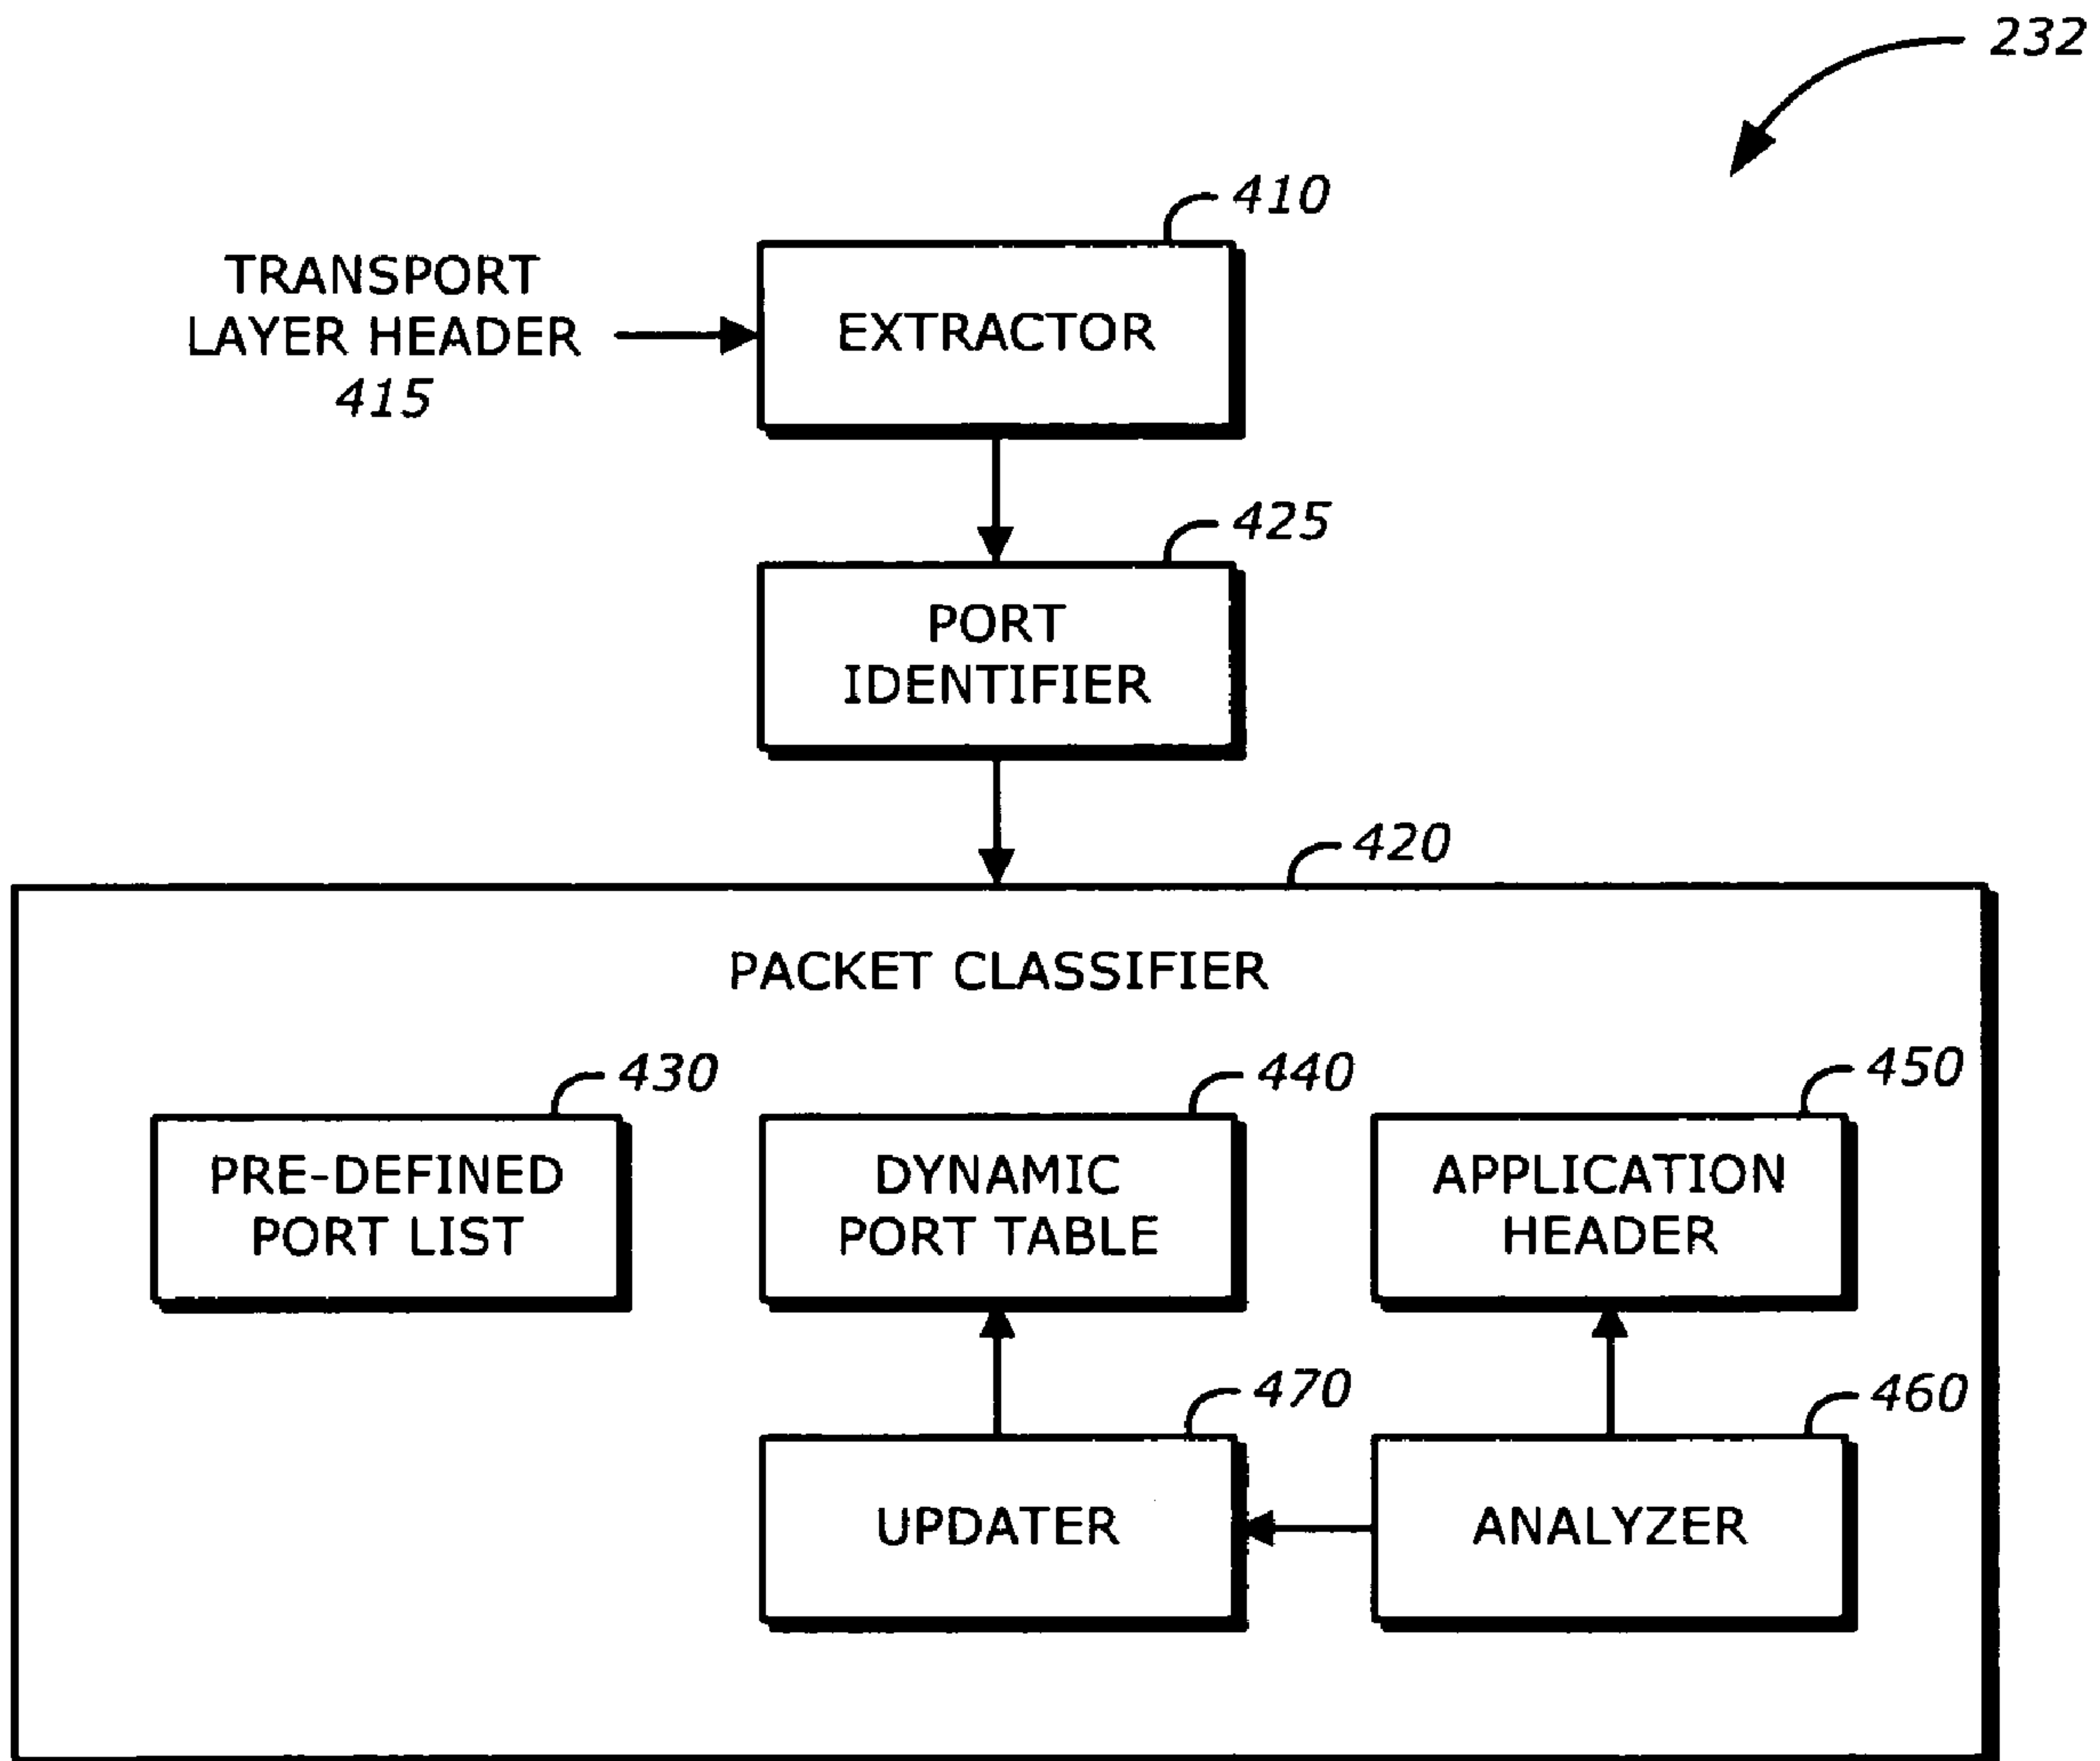 232
410
TRANSPORT
LAYER HEADER
415
EXTRACTOR
425
PORT
IDENTIFIER
420
PACKET CLASSIFIER
430
440
450
PRE-DEFINED
PORT LIST
DYNAMIC
PORT TABLE
APPLICATION
HEADER
470
460
UPDATER
ANALYZER